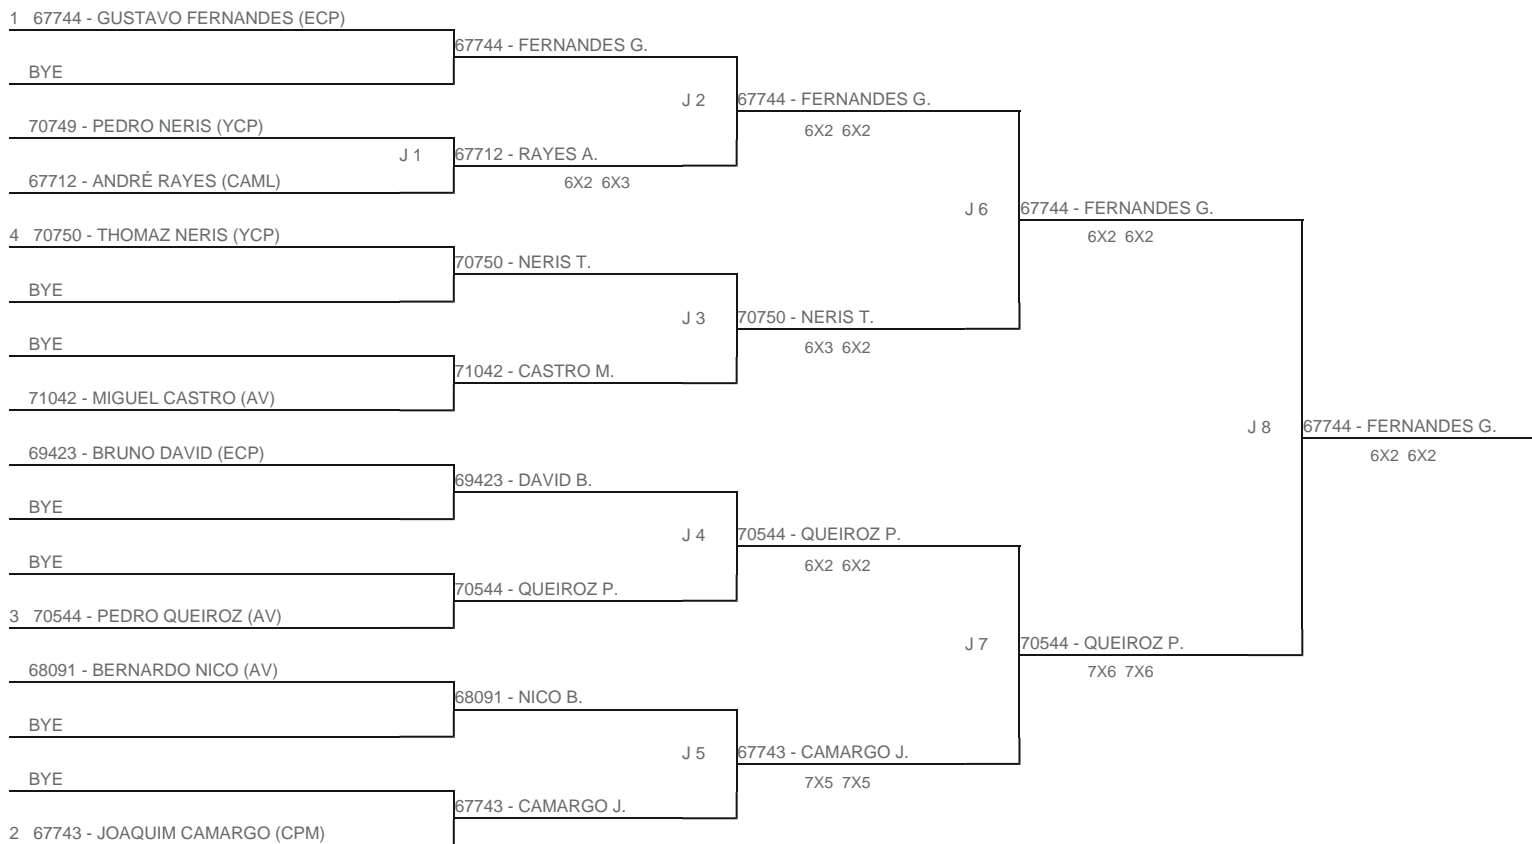 1 67744 - GUSTAVO FERNANDES (ECP)
BYE
70749 - PEDRO NERIS (YCP)
67712 - ANDRÉ RAYES (CAML)
4 70750 - THOMAZ NERIS (YCP)
BYE
BYE
71042 - MIGUEL CASTRO (AV)
69423 - BRUNO DAVID (ECP)
BYE
BYE
3 70544 - PEDRO QUEIROZ (AV)
68091 - BERNARDO NICO (AV)
BYE
BYE
2 67743 - JOAQUIM CAMARGO (CPM)
67744 - FERNANDES G.
J 1
67712 - RAYES A.
6X2 6X3
70750 - NERIS T.
71042 - CASTRO M.
69423 - DAVID B.
70544 - QUEIROZ P.
68091 - NICO B.
67743 - CAMARGO J.
J 2
67744 - FERNANDES G.
6X2 6X2
J 3
70750 - NERIS T.
6X3 6X2
J 4
70544 - QUEIROZ P.
6X2 6X2
J 5
67743 - CAMARGO J.
7X5 7X5
J 6
67744 - FERNANDES G.
6X2 6X2
J 7
70544 - QUEIROZ P.
7X6 7X6
J 8
67744 - FERNANDES G.
6X2 6X2